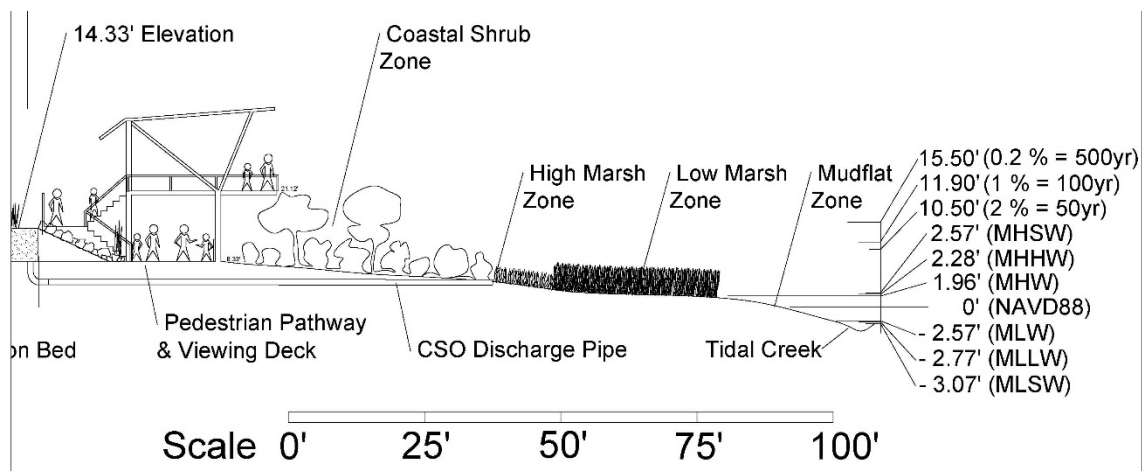 14.33' Elevation
Coastal Shrub
Zone
High Marsh
Zone
Low Marsh
Zone
Mudflat
Zone
15.50' (0.2 % = 500yr)
11.90' (1 % = 100yr)
10.50' (2 % = 50yr)
2.57' (MHSW)
2.28' (MHHW)
1.96' (MHW)
0' (NAVD88)
- 2.57' (MLW)
- 2.77' (MLLW)
- 3.07' (MLSW)
21.12'
on Bed
Pedestrian Pathway
& Viewing Deck
CSO Discharge Pipe
Tidal Creek
Scale 0' 25' 50' 75' 100'